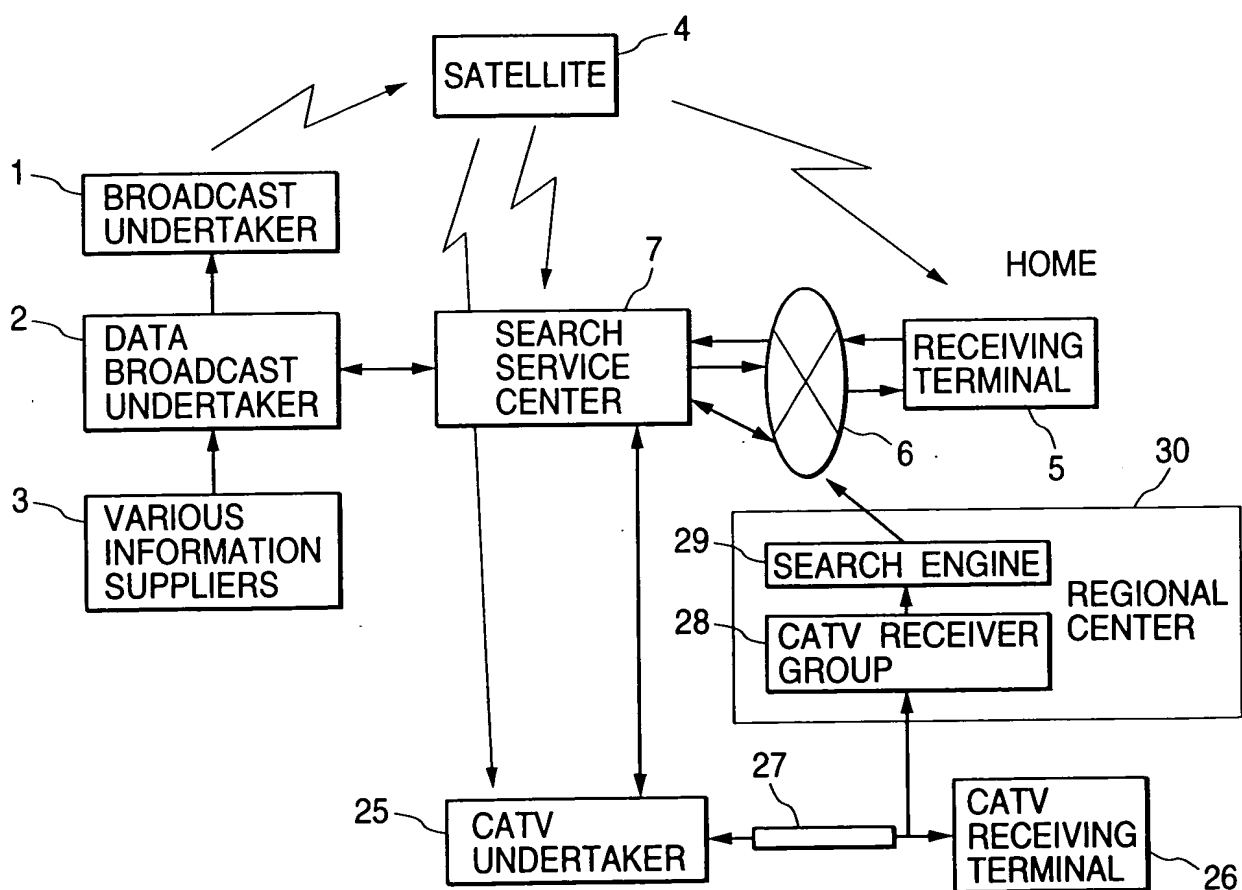 4
SATELLITE
1
BROADCAST
UNDERTAKER
7
HOME
2
DATA
BROADCAST
UNDERTAKER
SEARCH
SERVICE
CENTER
RECEIVING
TERMINAL
6
5
30
3
VARIOUS
INFORMATION
SUPPLIERS
29
SEARCH ENGINE
REGIONAL
CENTER
28
CATV RECEIVER
GROUP
27
25
CATV
UNDERTAKER
CATV
RECEIVING
TERMINAL
26